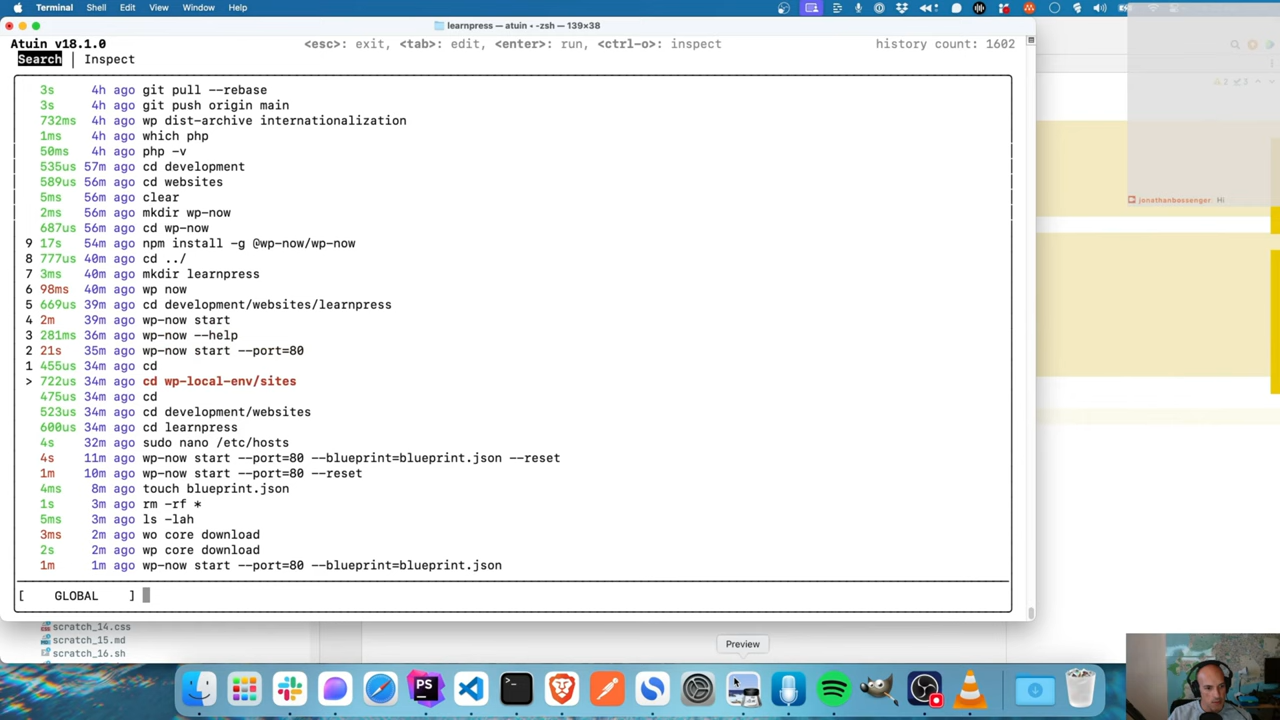 Terminal Shell Edit View Window Help
learnpress — atuin • -zsh — 139×38
Atuin v18.1.0 <esc>: exit, <tab>: edit, <enter>: run, <ctrl-o>: inspect history count: 1602
Search | Inspect
3s 4h ago git pull --rebase
3s 4h ago git push origin main
732ms 4h ago wp dist-archive internationalization
1ms 4h ago which php
50ms 4h ago php -v
535us 57m ago cd development
589us 56m ago cd websites
5ms 56m ago clear
2ms 56m ago mkdir wp-now
687us 56m ago cd wp-now
9 17s 54m ago npm install -g @wp-now/wp-now
8 777us 40m ago cd ../
7 3ms 40m ago mkdir learnpress
6 98ms 40m ago wp now
5 669us 39m ago cd development/websites/learnpress
4 2m 39m ago wp-now start
3 281ms 36m ago wp-now --help
2 21s 35m ago wp-now start --port=80
1 455us 34m ago cd
> 722us 34m ago cd wp-local-env/sites
475us 34m ago cd
523us 34m ago cd development/websites
600us 34m ago cd learnpress
4s 32m ago sudo nano /etc/hosts
4s 11m ago wp-now start --port=80 --blueprint=blueprint.json --reset
1m 10m ago wp-now start --port=80 --reset
4ms 8m ago touch blueprint.json
1s 3m ago rm -rf *
5ms 3m ago ls -lah
3ms 2m ago wo core download
2s 2m ago wp core download
1m 1m ago wp-now start --port=80 --blueprint=blueprint.json
[ GLOBAL ]
jonathanbossenger: Hi
scratch_14.css
scratch_15.md
scratch_16.sh
Preview
PS